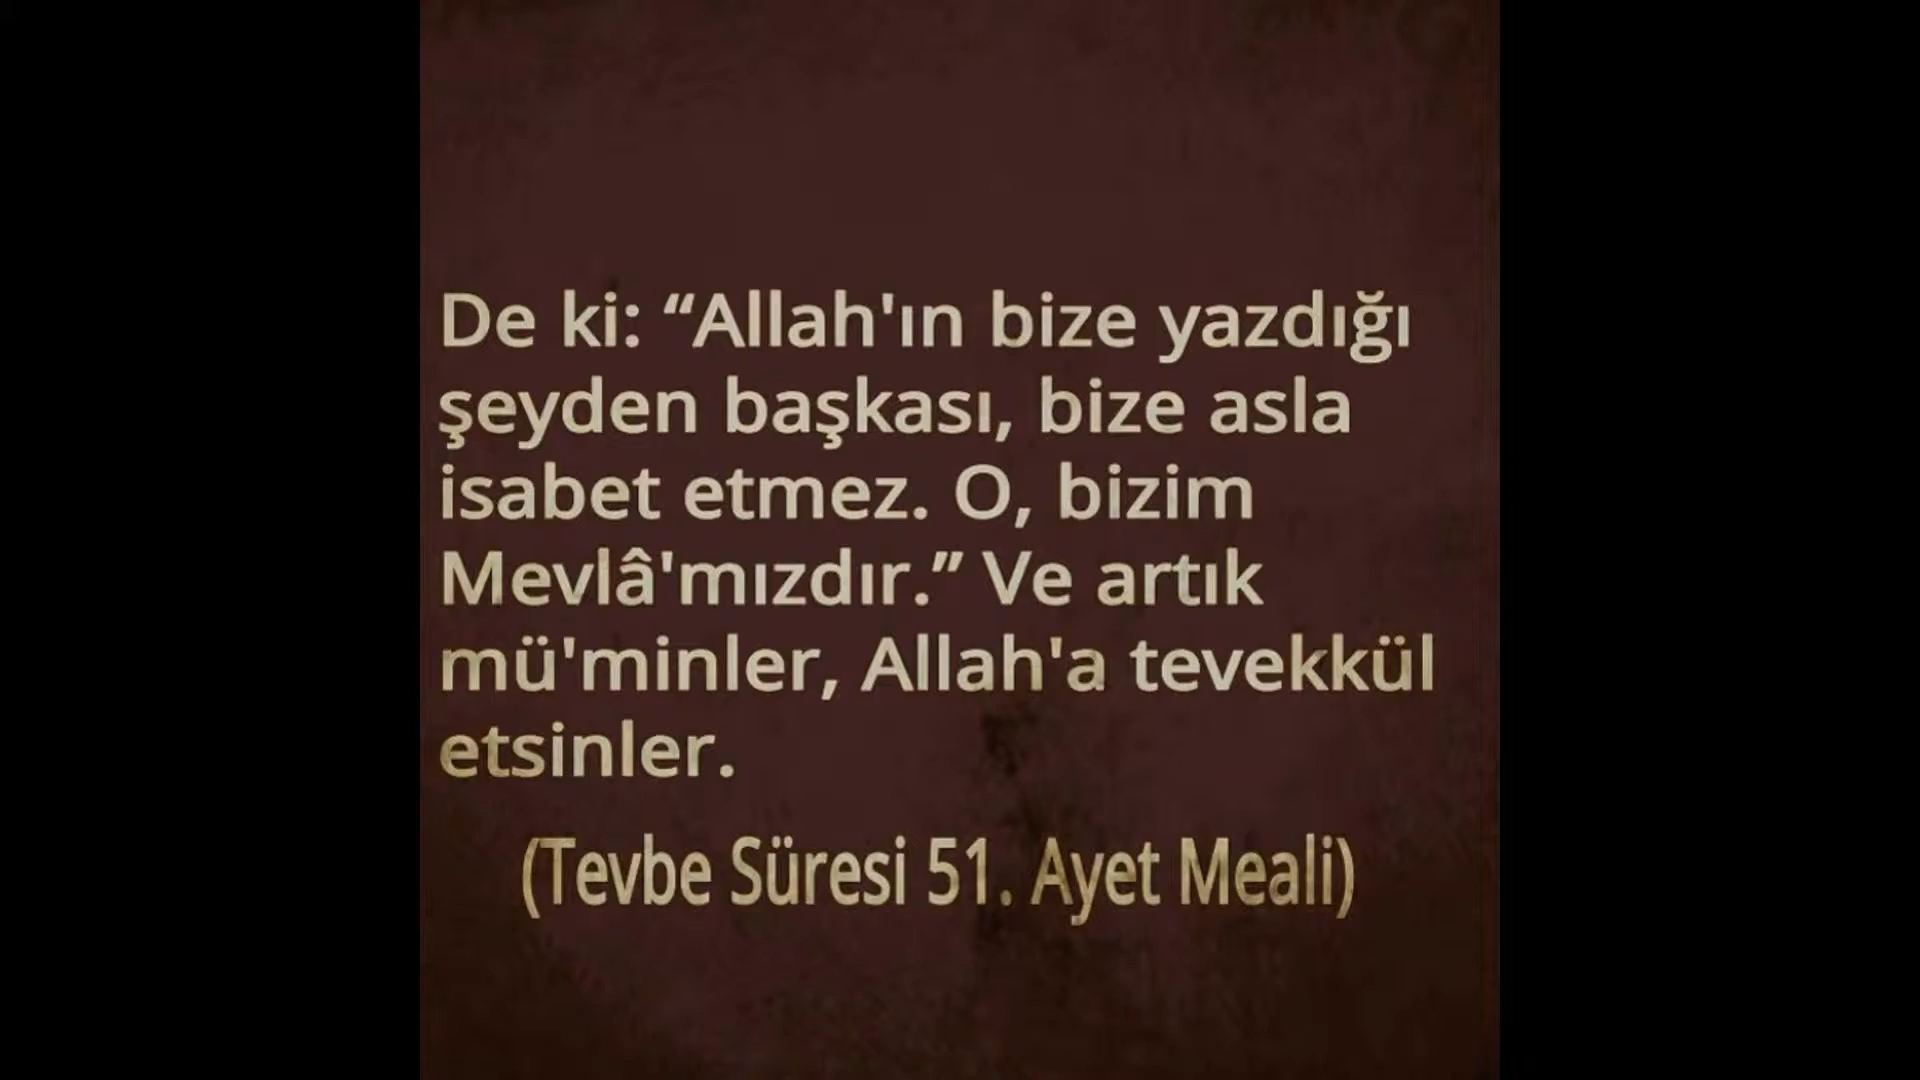 De ki: “Allah'ın bize yazdığı
şeyden başkası, bize asla
isabet etmez. O, bizim
Mevlâ'mızdır.” Ve artık
mü'minler, Allah'a tevekkül
etsinler.
(Tevbe Süresi 51. Ayet Meali)